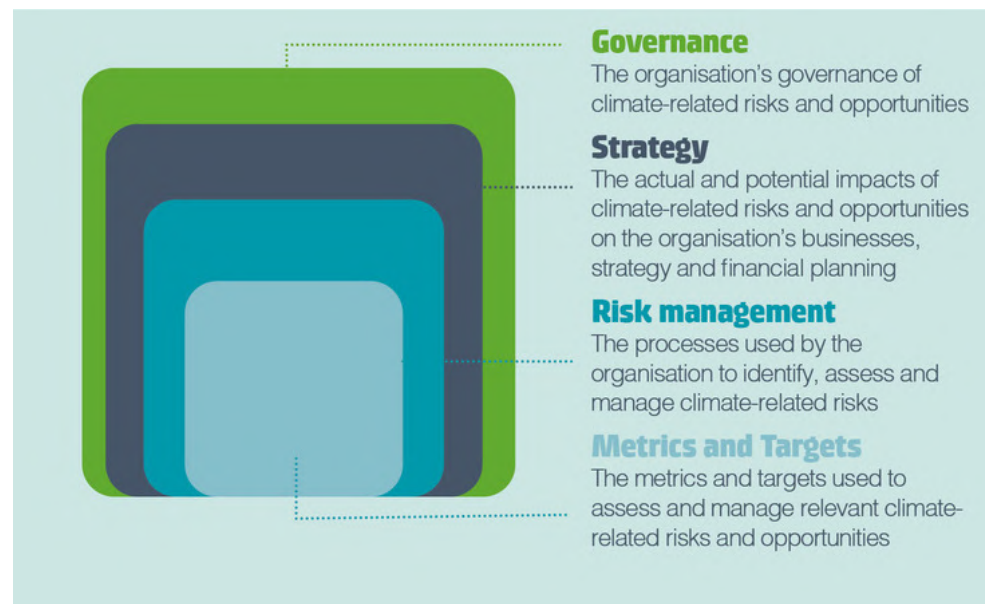 Governance
The organisation’s governance of
climate-related risks and opportunities
Strategy
The actual and potential impacts of
climate-related risks and opportunities
on the organisation’s businesses,
strategy and financial planning
Risk management
The processes used by the
organisation to identify, assess and
manage climate-related risks
Metrics and Targets
The metrics and targets used to
assess and manage relevant climate-
related risks and opportunities